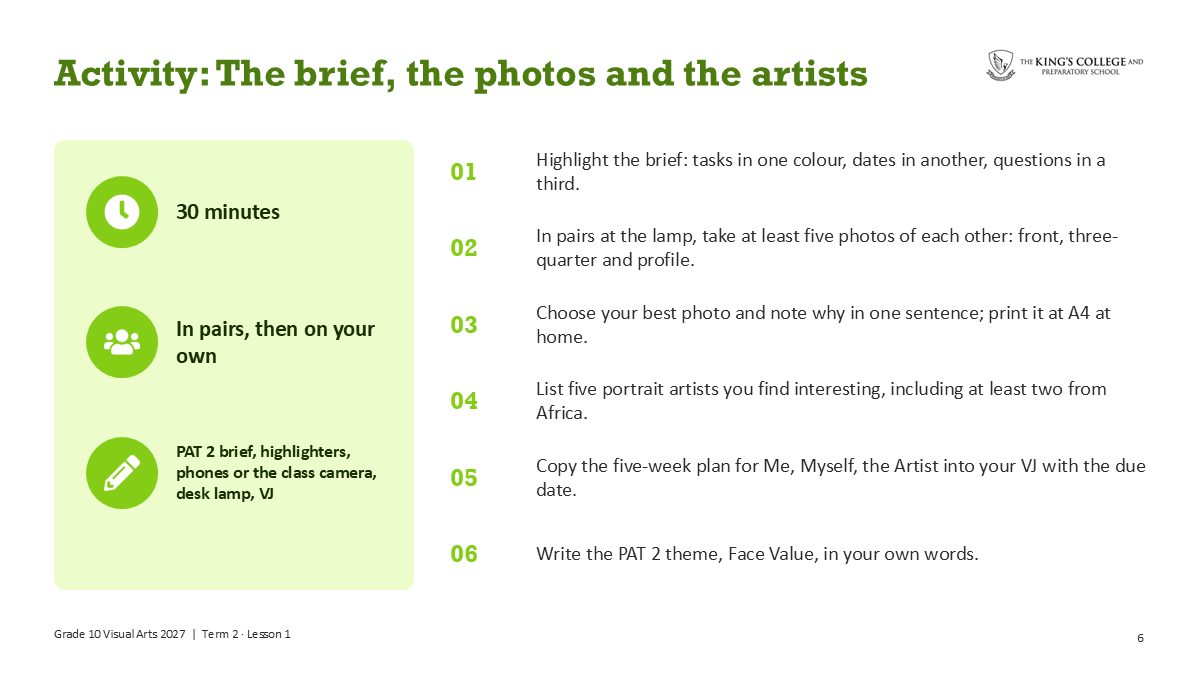 Activity: The brief, the photos and the artists
THE KING'S COLLEGE AND
PREPARATORY SCHOOL
30 minutes
In pairs, then on your
own
PAT 2 brief, highlighters,
phones or the class camera,
desk lamp, VJ
01
Highlight the brief: tasks in one colour, dates in another, questions in a
third.
02
In pairs at the lamp, take at least five photos of each other: front, three-
quarter and profile.
03
Choose your best photo and note why in one sentence; print it at A4 at
home.
04
List five portrait artists you find interesting, including at least two from
Africa.
05
Copy the five-week plan for Me, Myself, the Artist into your VJ with the due
date.
06
Write the PAT 2 theme, Face Value, in your own words.
Grade 10 Visual Arts 2027 | Term 2 · Lesson 1
6